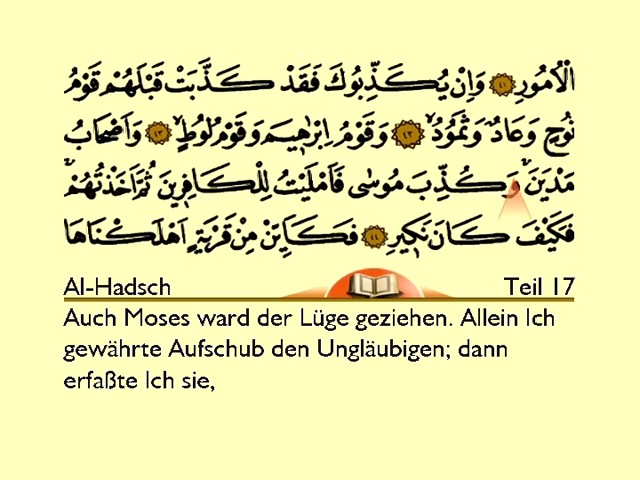 الْاُمُورِ ﴿٤١﴾ وَاِنْ يُكَذِّبُوكَ فَقَدْ كَذَّبَتْ قَبْلَهُمْ قَوْمُ
نُوحٍ وَعَادٌ وَثَمُودُ ﴿٤٢﴾ وَقَوْمُ اِبْرٰهِيمَ وَقَوْمُ لُوطٍ ﴿٤٣﴾ وَاَصْحَابُ
مَدْيَنَ وَكُذِّبَ مُوسٰى فَاَمْلَيْتُ لِلْكَافِرِينَ ثُمَّ اَخَذْتُهُمْ
فَكَيْفَ كَانَ نَكِيرِ ﴿٤٤﴾ فَكَاَيِّنْ مِنْ قَرْيَةٍ اَهْلَكْنَاهَا
Al-Hadsch Teil 17
Auch Moses ward der Lüge geziehen. Allein Ich
gewährte Aufschub den Ungläubigen; dann
erfaßte Ich sie,